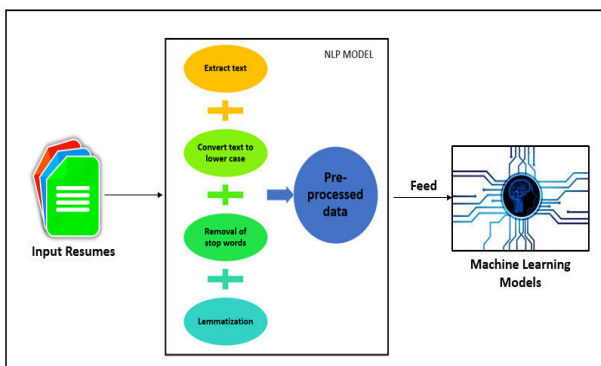 NLP MODEL
Extract text
Convert text to
lower case
Removal of
stop words
Lemmatization
Pre-
processed
data
Input Resumes
Feed
Machine Learning
Models